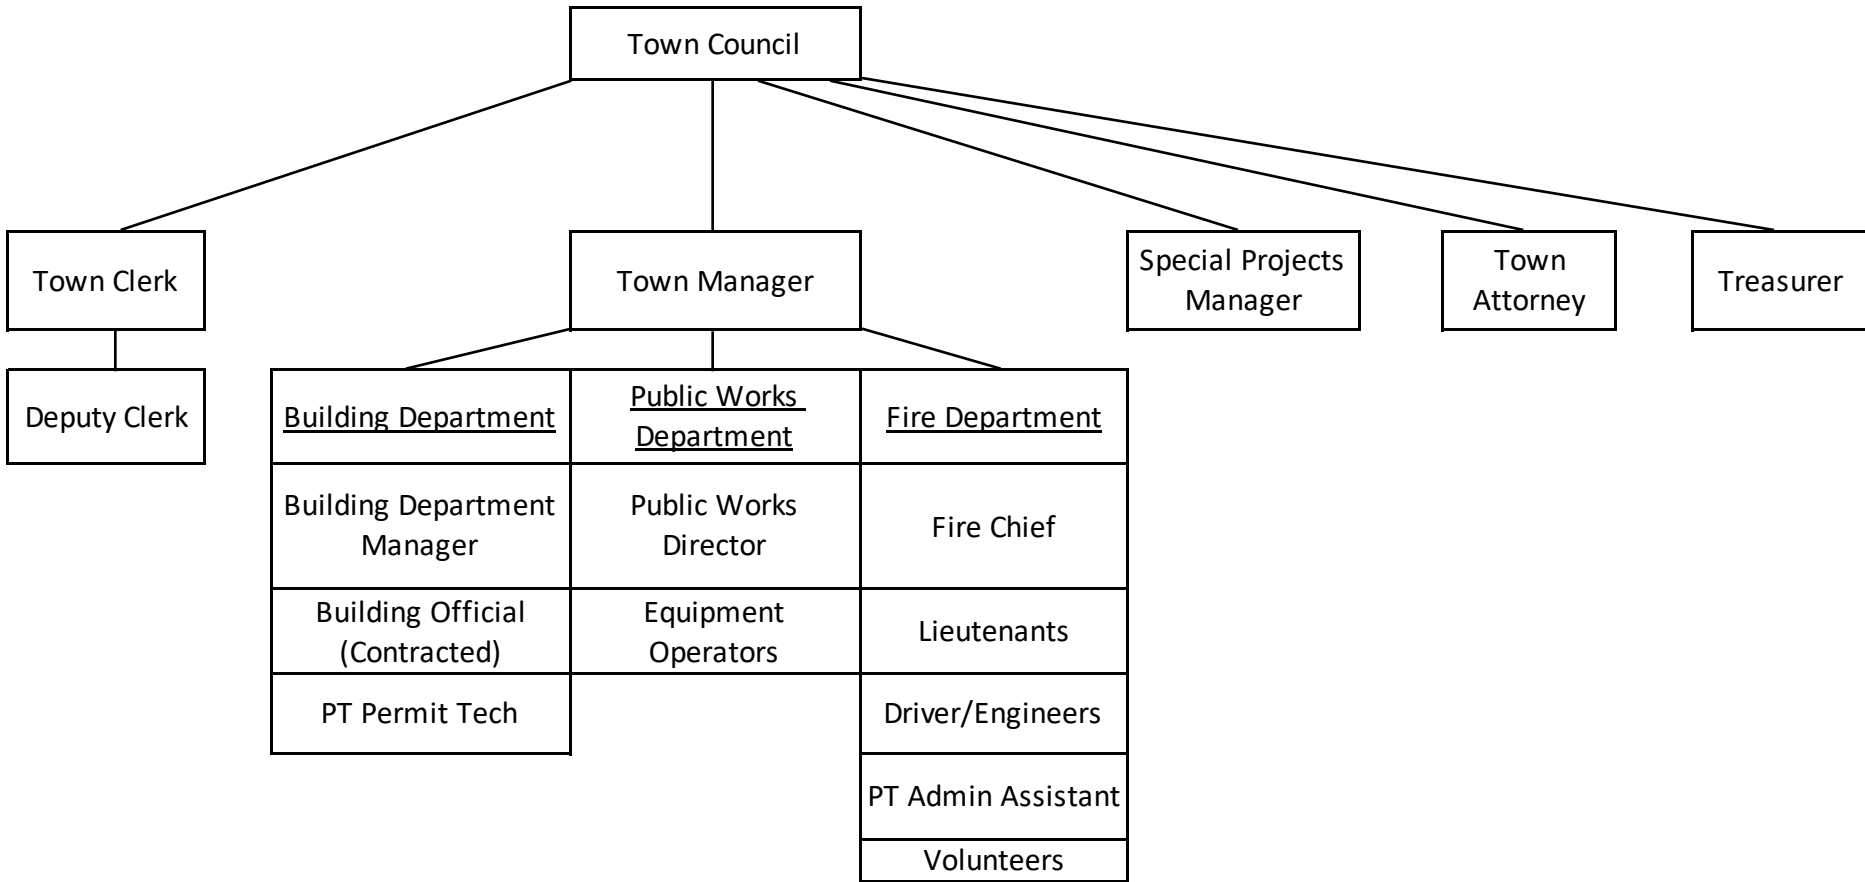 Town Council
Town Clerk
Town Manager
Special Projects
Manager
Town
Attorney
Treasurer
Deputy Clerk
Building Department
Public Works
Department
Fire Department
Building Department
Manager
Public Works
Director
Fire Chief
Building Official
(Contracted)
Equipment
Operators
Lieutenants
PT Permit Tech
Driver/Engineers
PT Admin Assistant
Volunteers